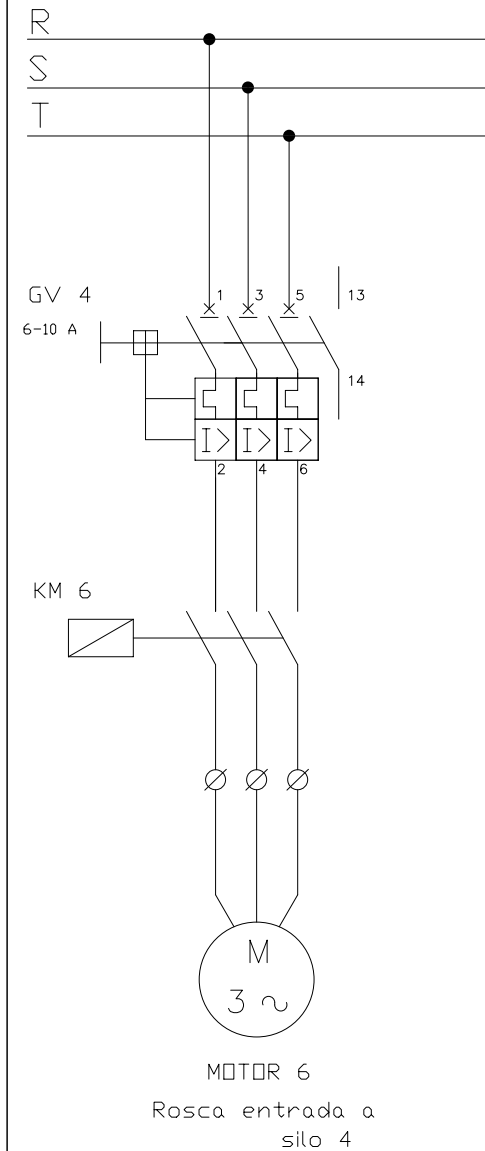 R
S
T
GV 4
1 3 5 13
6-10 A
14
I> I> I>
2 4 6
KM 6
M
3 ~
MOTOR 6
Rosca entrada a
silo 4